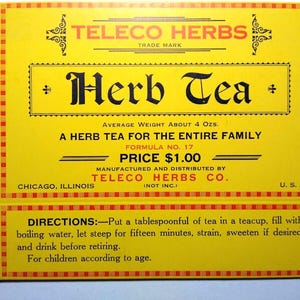 TELECO HERBS
TRADE MARK
Herb Tea
AVERAGE WEIGHT ABOUT 4 OZS.
A HERB TEA FOR THE ENTIRE FAMILY
FORMULA NO. 17
PRICE $1.00
MANUFACTURED AND DISTRIBUTED BY
TELECO HERBS CO.
CHICAGO, ILLINOIS (NOT INC.) U. S.
DIRECTIONS:—Put a tablespoonful of tea in a teacup, fill with
boiling water, let steep for fifteen minutes, strain, sweeten if desired
and drink before retiring.
For children according to age.